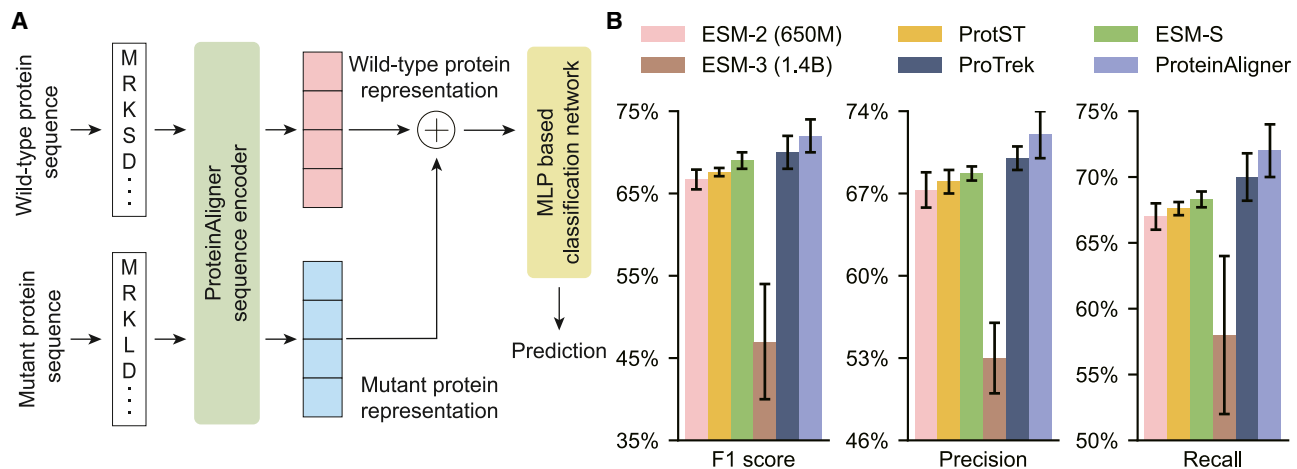 A
Wild-type protein
sequence
M
R
K
S
D
ProteinAligner
sequence encoder
Wild-type protein
representation
+
MLP based
classification network
Mutant protein
sequence
M
R
K
L
D
Mutant protein
representation
Prediction
B
ESM-2 (650M)
ProtST
ESM-S
ESM-3 (1.4B)
ProTrek
ProteinAligner
75%
65%
55%
45%
35%
F1 score
74%
67%
60%
53%
46%
Precision
75%
70%
65%
60%
55%
50%
Recall